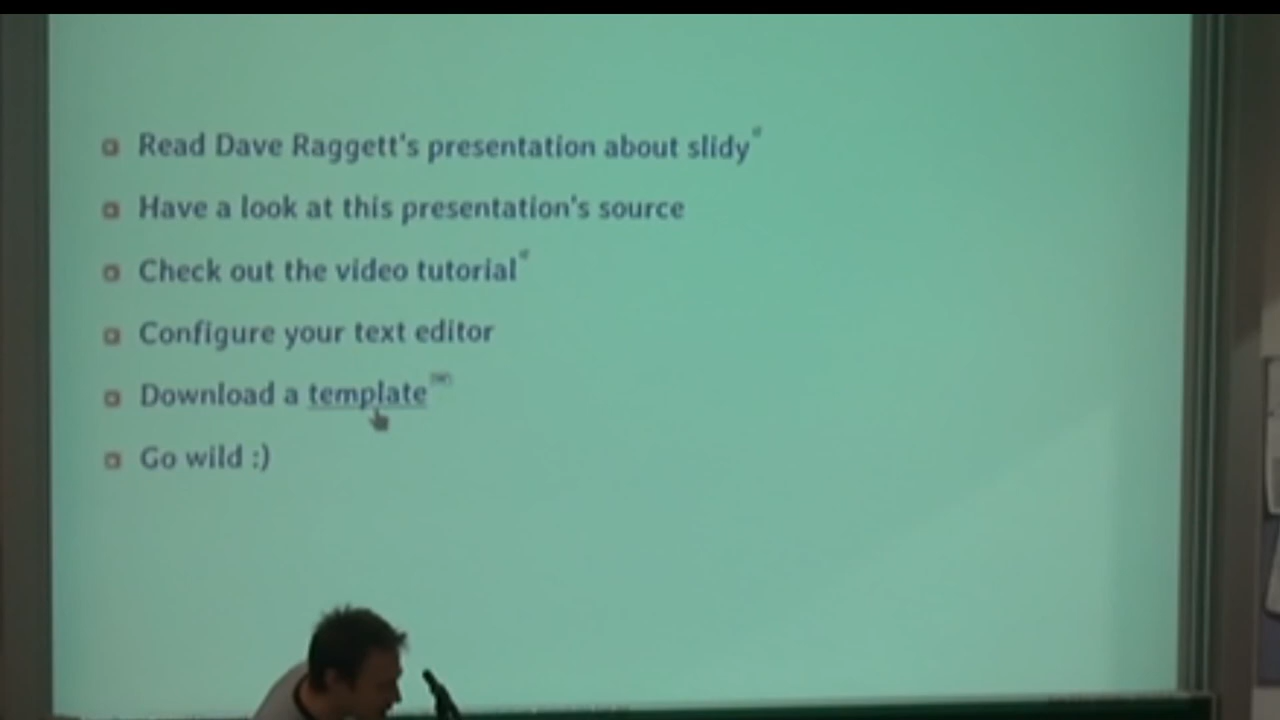 Read Dave Raggett's presentation about slidy
Have a look at this presentation's source
Check out the video tutorial
Configure your text editor
Download a template
Go wild :)